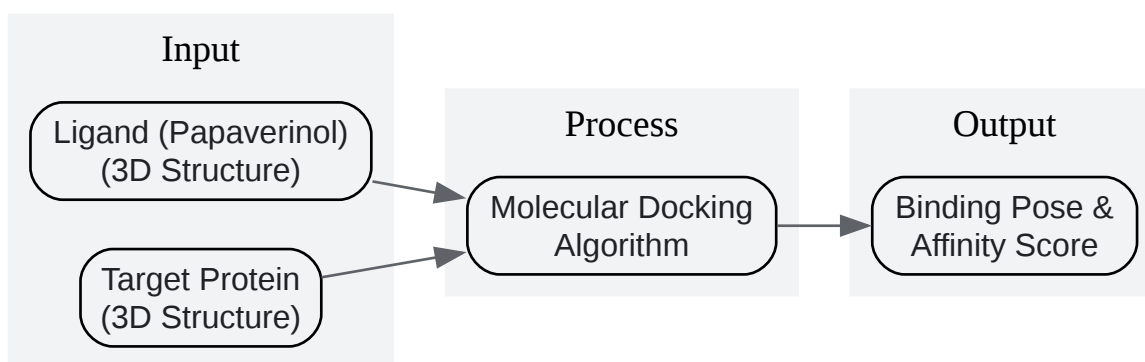 Input
Ligand (Papaverinol)
(3D Structure)
Target Protein
(3D Structure)
Process
Molecular Docking
Algorithm
Output
Binding Pose &
Affinity Score